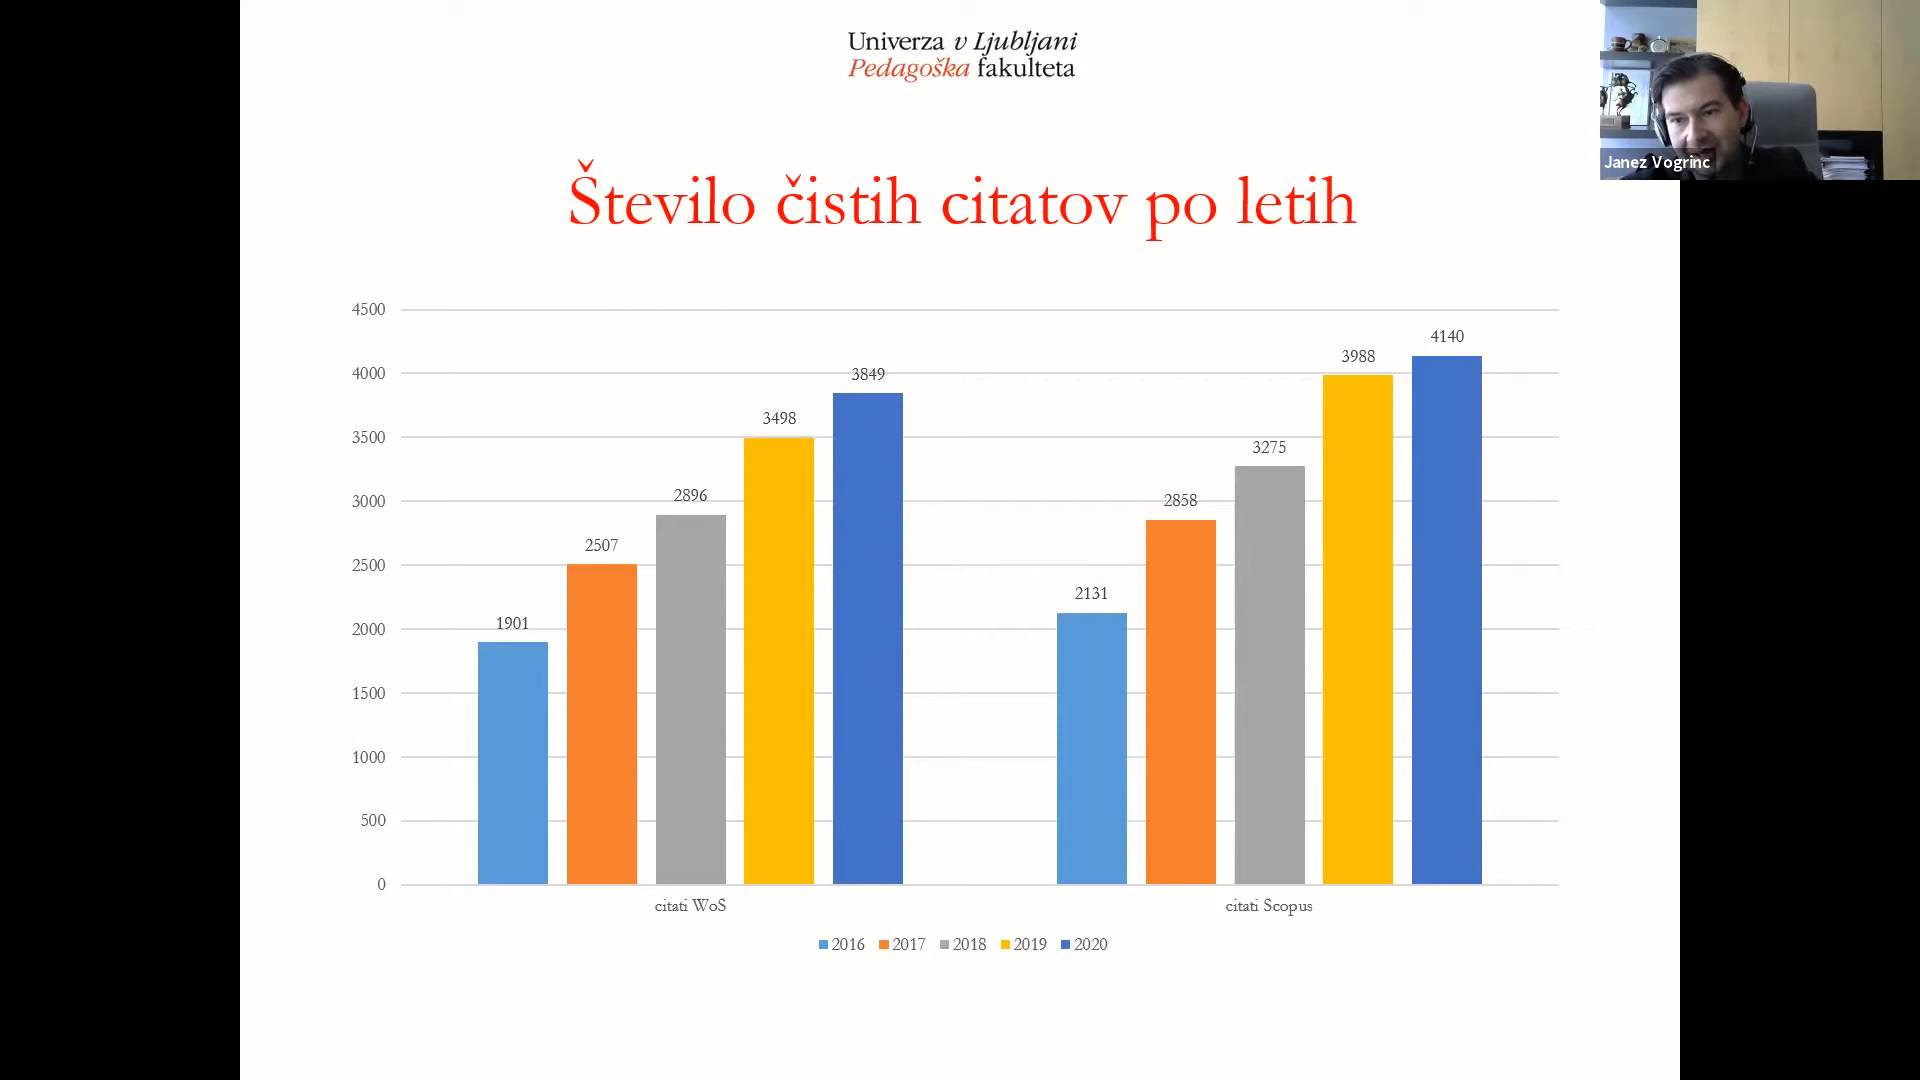 Univerza v Ljubljani
Pedagoška fakulteta
Janez Vogrinc
Število čistih citatov po letih
4500
4000
3500
3000
2500
2000
1500
1000
500
0
1901
2507
2896
3498
3849
2131
2858
3275
3988
4140
citati WoS
citati Scopus
2016 2017 2018 2019 2020